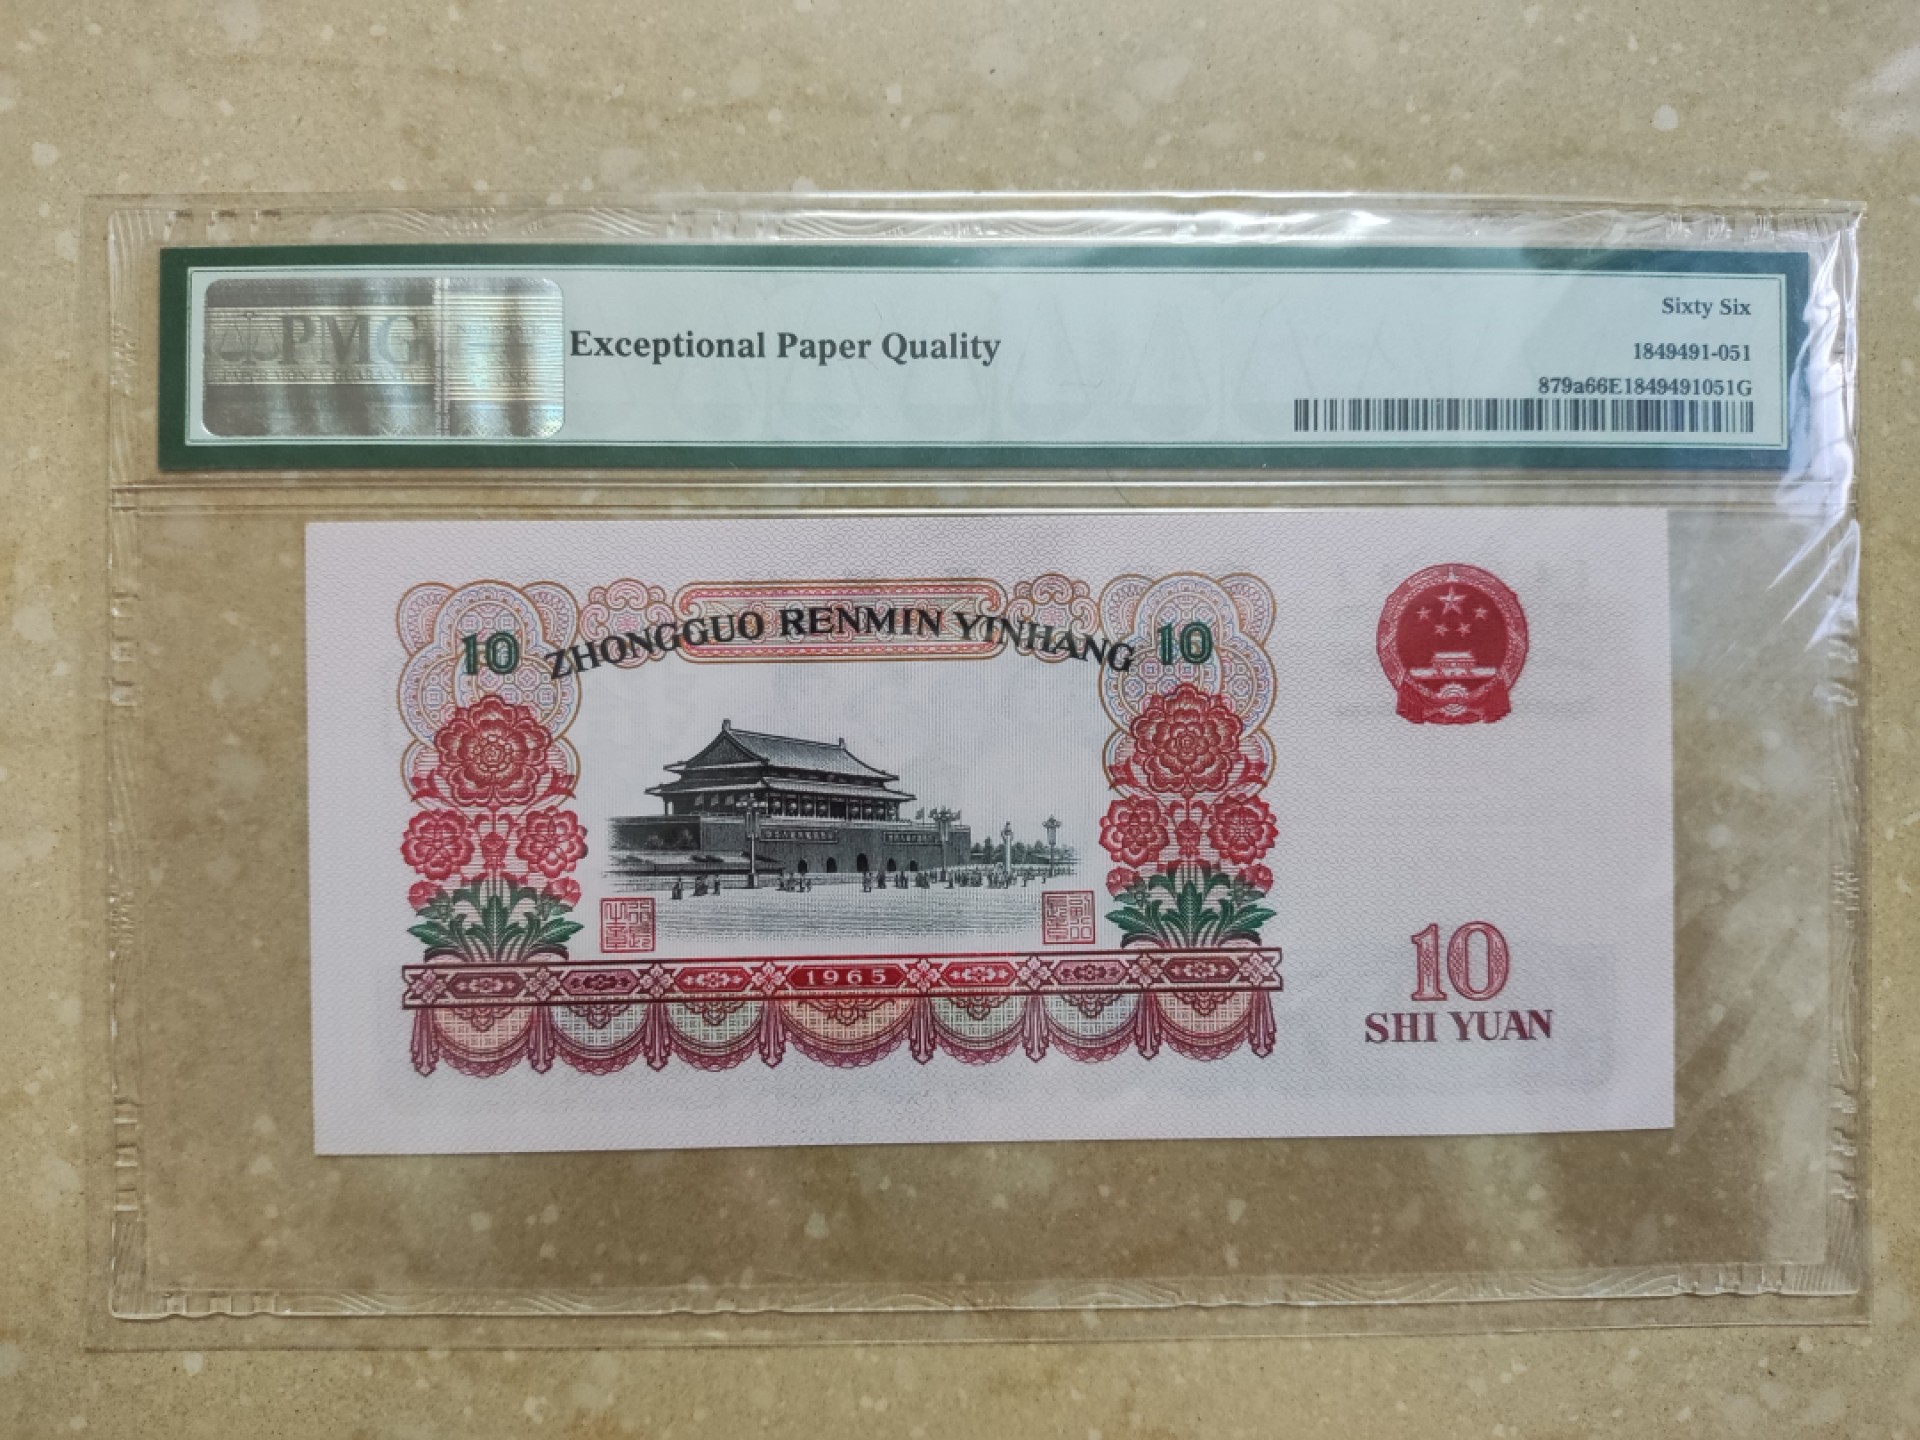 PMG
Exceptional Paper Quality
Sixty Six
1849491-051
879a66E1849491051G
10 ZHONGGUO RENMIN YINHANG 10
1965
10
SHI YUAN